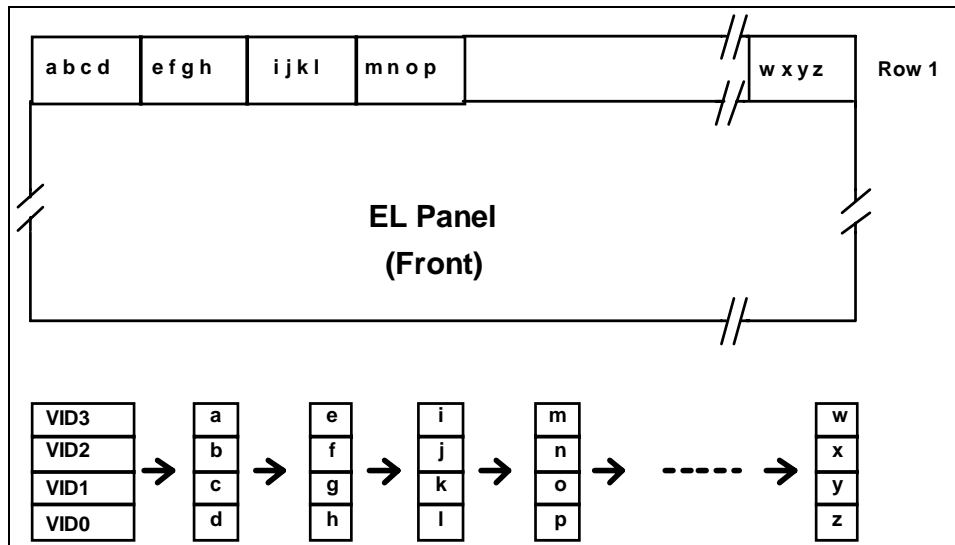 a b c d e f g h i j k l m n o p w x y z Row 1
EL Panel
(Front)
VID3 a e i m w
VID2 b f j n x
VID1 c g k o y
VID0 d h l p z